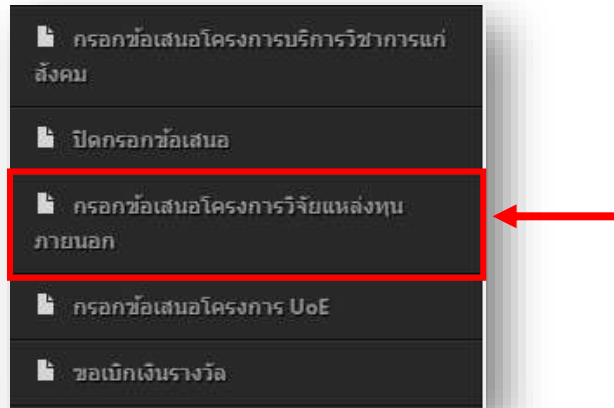 กรอกข้อเสนอโครงการบริการวิชาการแก่
สังคม
ปิดกรอกข้อเสนอ
กรอกข้อเสนอโครงการวิจัยแหล่งทุน
ภายนอก
กรอกข้อเสนอโครงการ UoE
ขอเบิกเงินรางวัล